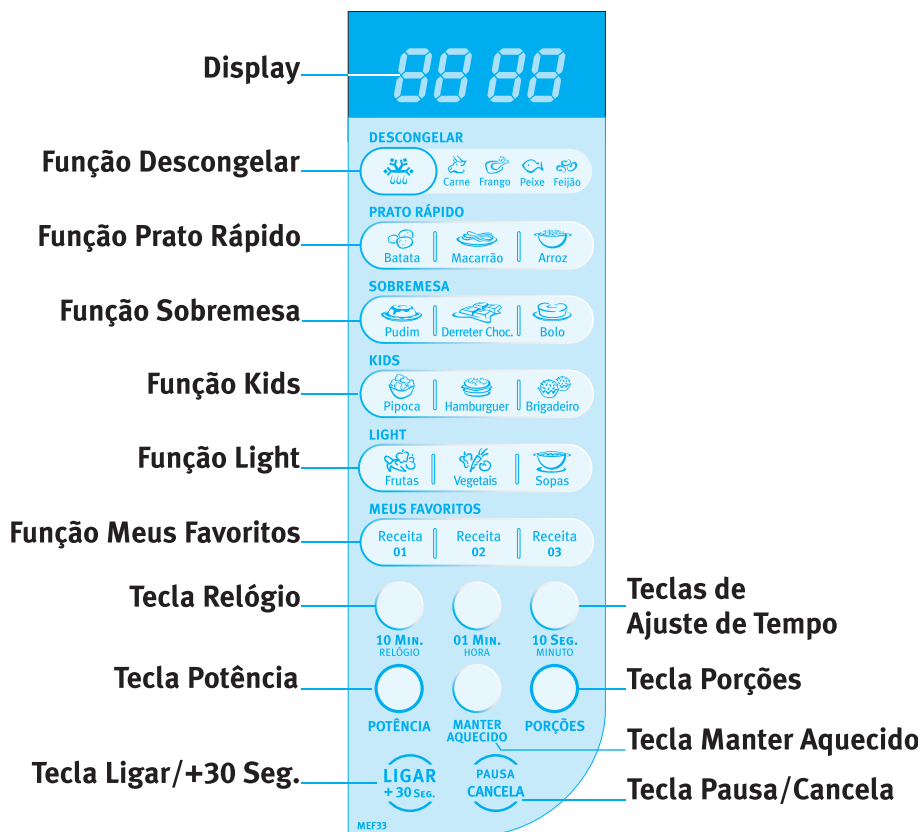 Display
88 88
DESCONGELAR
Função Descongelar
Carne Frango Peixe Feijão
PRATO RÁPIDO
Função Prato Rápido
Batata Macarrão Arroz
SOBREMESA
Função Sobremesa
Pudim Derreter Choc. Bolo
KIDS
Função Kids
Pipoca Hamburguer Brigadeiro
LIGHT
Função Light
Frutas Vegetais Sopas
MEUS FAVORITOS
Função Meus Favoritos
Receita Receita Receita
01 02 03
Tecla Relógio
Teclas de
Ajuste de Tempo
10 MIN. 01 MIN. 10 SEG.
RELÓGIO HORA MINUTO
Tecla Potência
Tecla Porções
POTÊNCIA MANTER PORÇÕES
AQUECIDO
Tecla Manter Aquecido
Tecla Ligar/+30 Seg.
LIGAR
+ 30 SEG.
PAUSA
CANCELA
Tecla Pausa/Cancela
MEF33